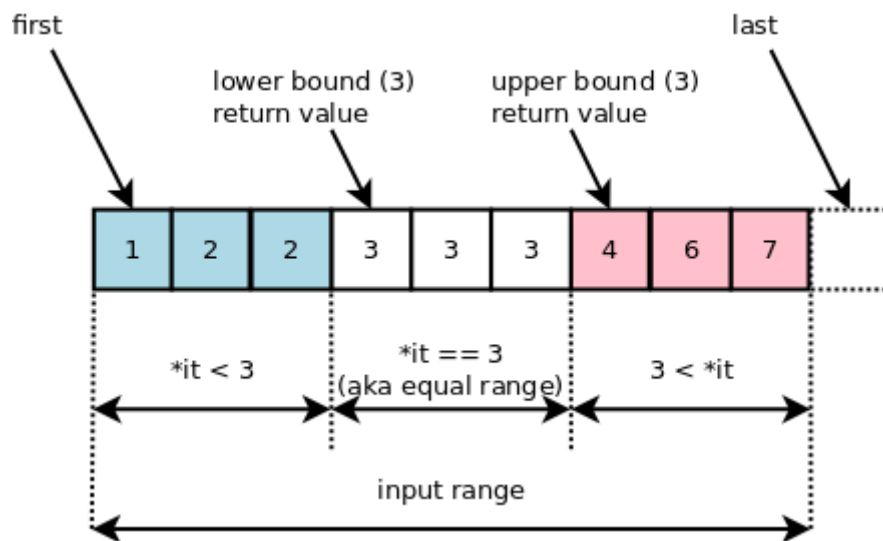 first
last
lower bound (3)
return value
upper bound (3)
return value
1 2 2 3 3 3 4 6 7
*it < 3
*it == 3
(aka equal range)
3 < *it
input range